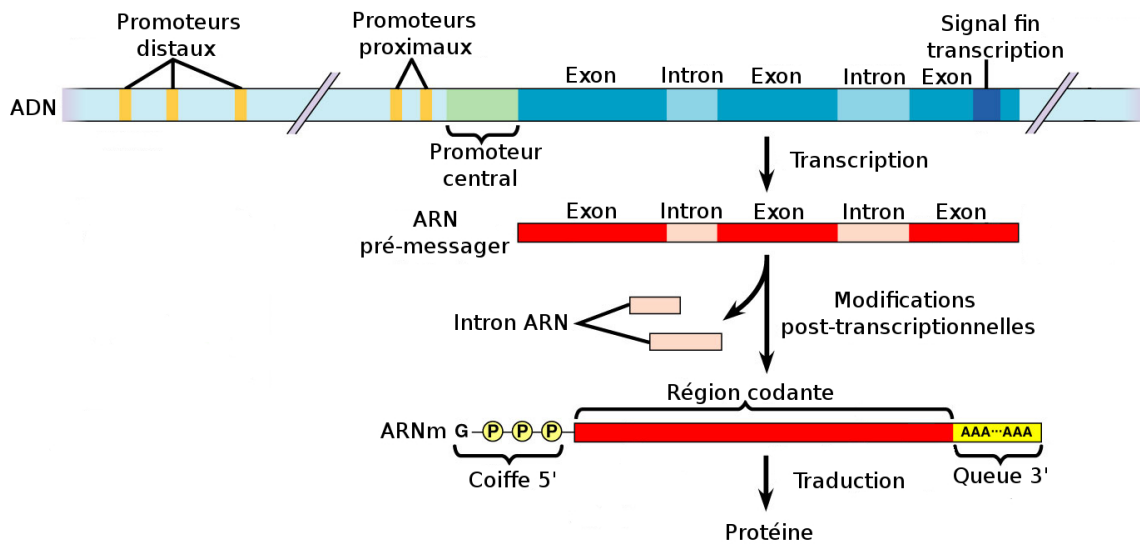 Promoteurs
distaux
Promoteurs
proximaux
Signal fin
transcription
Exon Intron Exon Intron Exon
ADN
Promoteur
central
Transcription
ARN
pré-messager
Exon Intron Exon Intron Exon
Intron ARN
Modifications
post-transcriptionnelles
Région codante
ARNm G P P P AAA···AAA
Coiffe 5'
Queue 3'
Traduction
Protéine